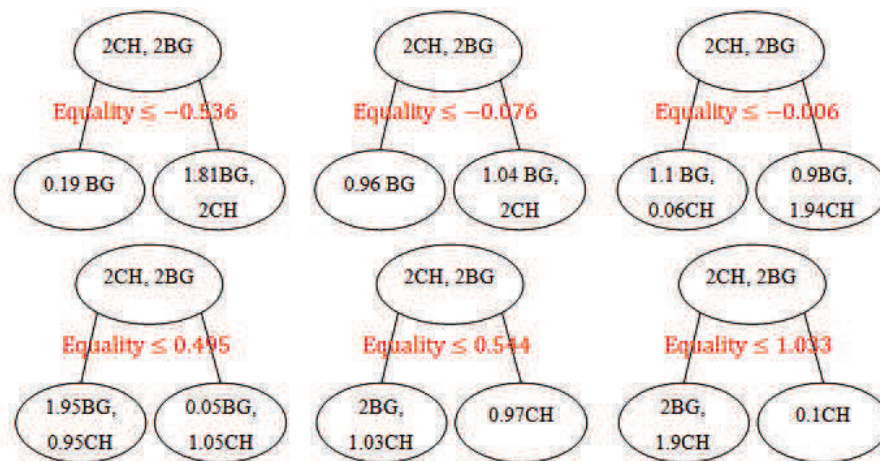 2CH, 2BG
2CH, 2BG
2CH, 2BG
Equality ≤ −0.536
Equality ≤ −0.076
Equality ≤ −0.006
0.19 BG
1.81BG,
2CH
0.96 BG
1.04 BG,
2CH
1.1 BG,
0.06CH
0.9BG,
1.94CH
2CH, 2BG
2CH, 2BG
2CH, 2BG
Equality ≤ 0.495
Equality ≤ 0.544
Equality ≤ 1.033
1.95BG,
0.95CH
0.05BG,
1.05CH
2BG,
1.03CH
0.97CH
2BG,
1.9CH
0.1CH